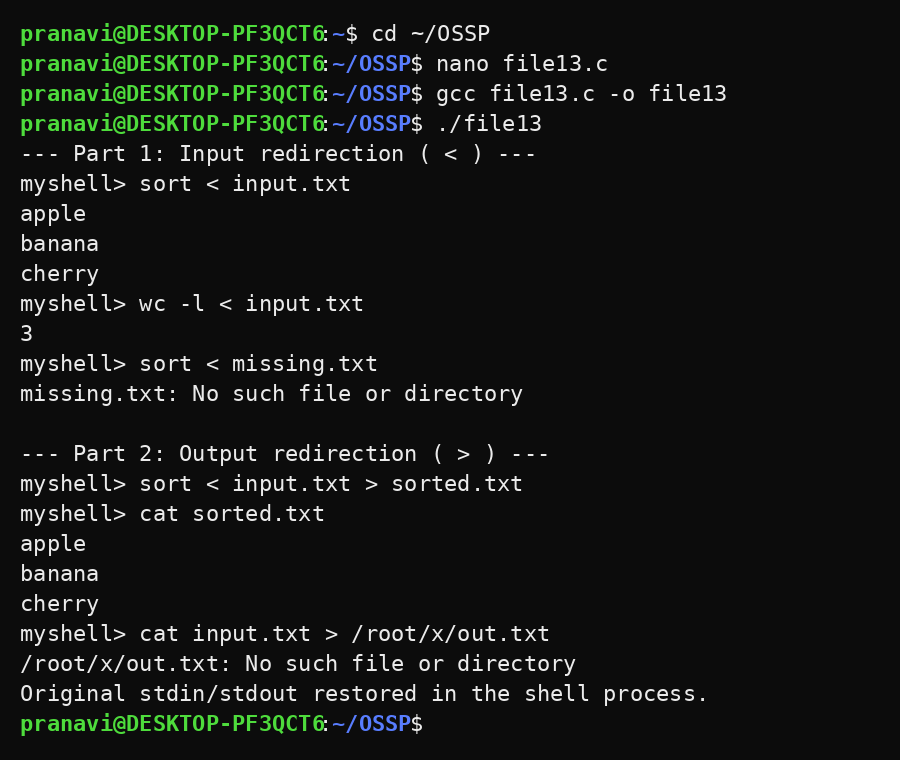 pranavi@DESKTOP-PF3QCT6:~$ cd ~/OSSP
pranavi@DESKTOP-PF3QCT6:~/OSSP$ nano file13.c
pranavi@DESKTOP-PF3QCT6:~/OSSP$ gcc file13.c -o file13
pranavi@DESKTOP-PF3QCT6:~/OSSP$ ./file13
--- Part 1: Input redirection ( < ) ---
myshell> sort < input.txt
apple
banana
cherry
myshell> wc -l < input.txt
3
myshell> sort < missing.txt
missing.txt: No such file or directory

--- Part 2: Output redirection ( > ) ---
myshell> sort < input.txt > sorted.txt
myshell> cat sorted.txt
apple
banana
cherry
myshell> cat input.txt > /root/x/out.txt
/root/x/out.txt: No such file or directory
Original stdin/stdout restored in the shell process.
pranavi@DESKTOP-PF3QCT6:~/OSSP$